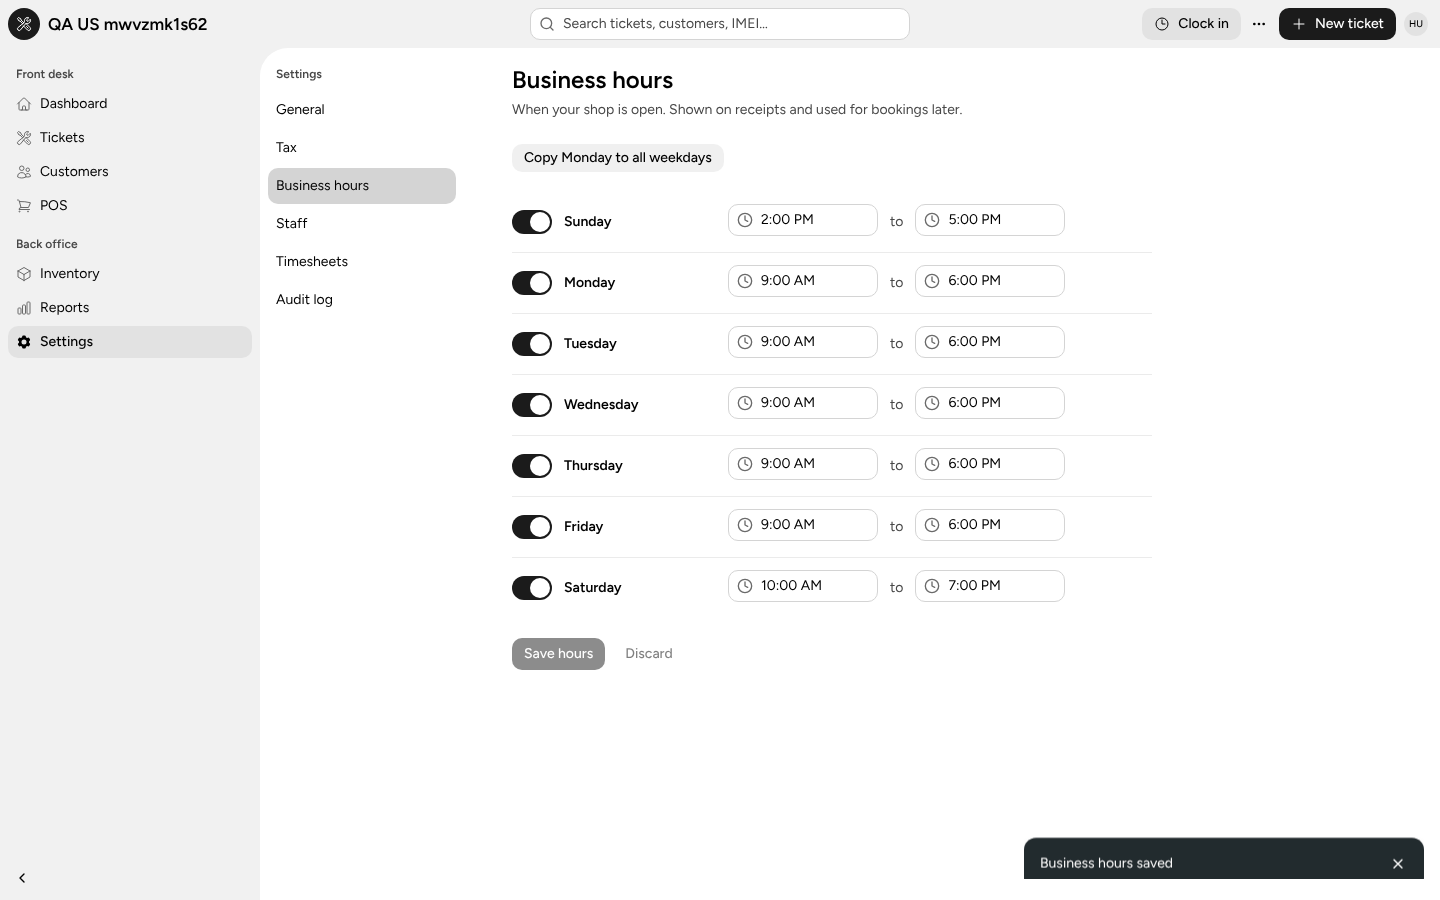 QA US mwvzmk1s62
Search tickets, customers, IMEI...
Clock in
New ticket
HU
Front desk
Dashboard
Tickets
Customers
POS
Back office
Inventory
Reports
Settings
Settings
General
Tax
Business hours
Staff
Timesheets
Audit log
Business hours
When your shop is open. Shown on receipts and used for bookings later.
Copy Monday to all weekdays
Sunday 2:00 PM to 5:00 PM
Monday 9:00 AM to 6:00 PM
Tuesday 9:00 AM to 6:00 PM
Wednesday 9:00 AM to 6:00 PM
Thursday 9:00 AM to 6:00 PM
Friday 9:00 AM to 6:00 PM
Saturday 10:00 AM to 7:00 PM
Save hours Discard
Business hours saved